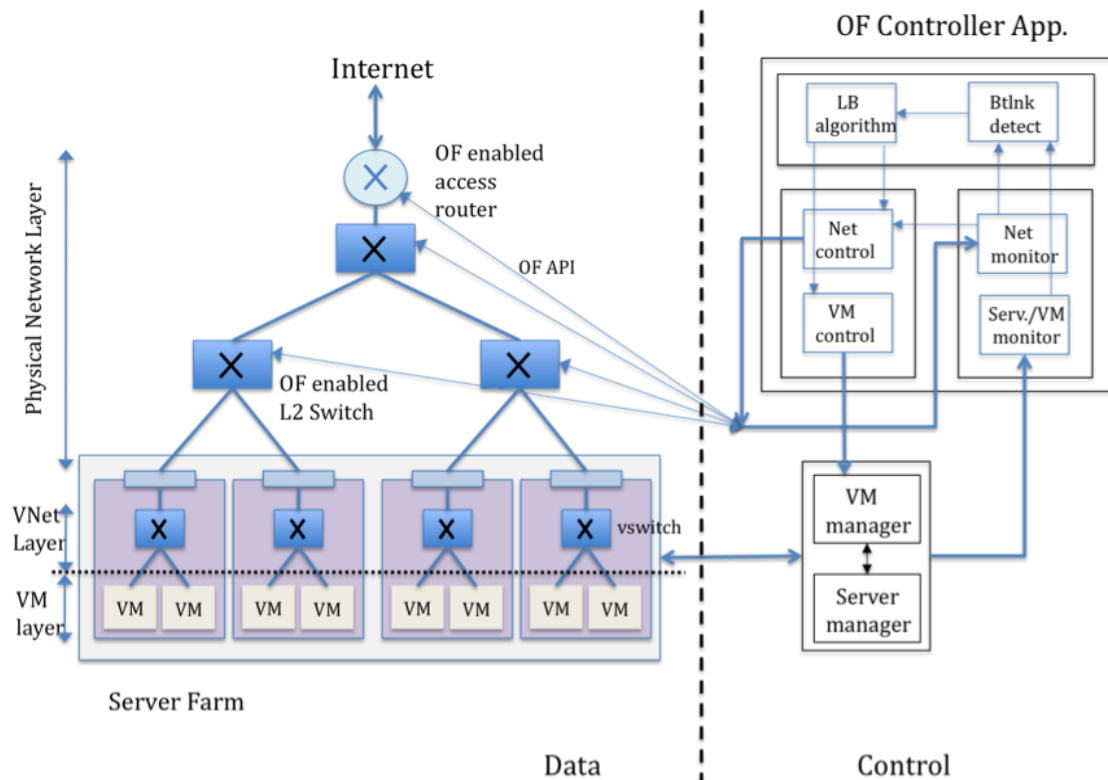 OF Controller App.
Internet
LB
algorithm
Btlnk
detect
OF enabled
access
router
Net
control
Net
monitor
OF API
VM
control
Serv./VM
monitor
Physical Network Layer
OF enabled
L2 Switch
VNet
Layer
vswitch
VM
manager
VM
layer
VM
VM
VM
VM
VM
VM
VM
VM
Server
manager
Server Farm
Data
Control